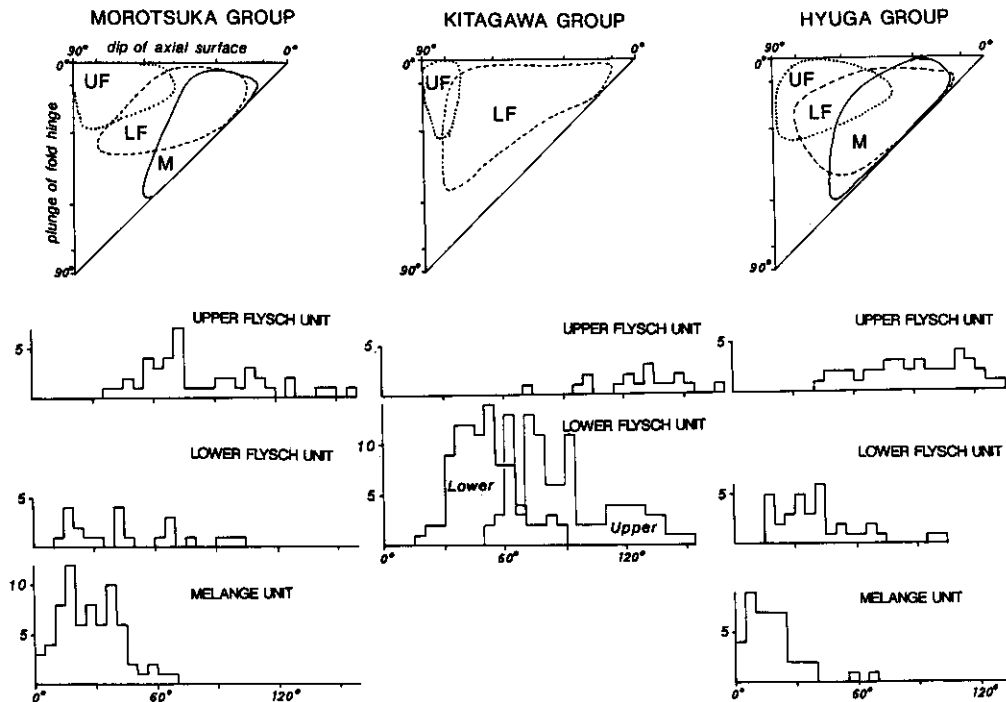 MOROTSUKA GROUP
KITAGAWA GROUP
HYUGA GROUP
90° dip of axial surface 0°
90° 0°
90° 0°
0°
0°
0°
UF
UF
UF
LF
LF
LF
M
M
plunge of fold hinge
90°
90°
90°
UPPER FLYSCH UNIT
UPPER FLYSCH UNIT
UPPER FLYSCH UNIT
5
5
5
LOWER FLYSCH UNIT
LOWER FLYSCH UNIT
LOWER FLYSCH UNIT
5
10
5
Lower
Upper
5
0° 60° 120°
MELANGE UNIT
MELANGE UNIT
10
5
5
0° 60° 120°
0° 60° 120°